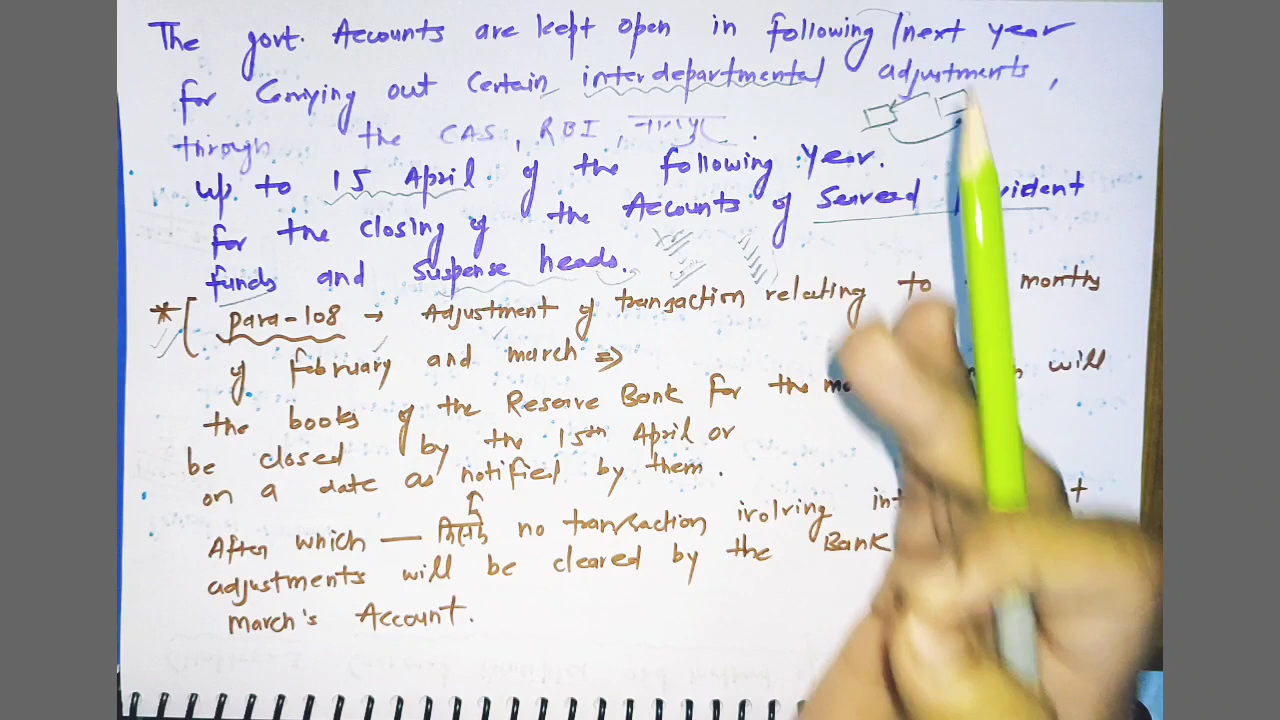 The govt. Accounts are kept open in following/next year
for Carrying out Certain interdepartmental adjustments,
through the CAS, RBI,
up to 15 April of the following Year.
for the closing of the Accounts of
funds and Suspense heads.
* [ para-108 → Adjustment of transaction relating to months
of february and march ⇒
the books of the Reserve Bank for the will
be closed by the 15th April or
on a date as notified by them.
After which — no transaction ivolving
adjustments will be cleared by the Bank
march's Account.